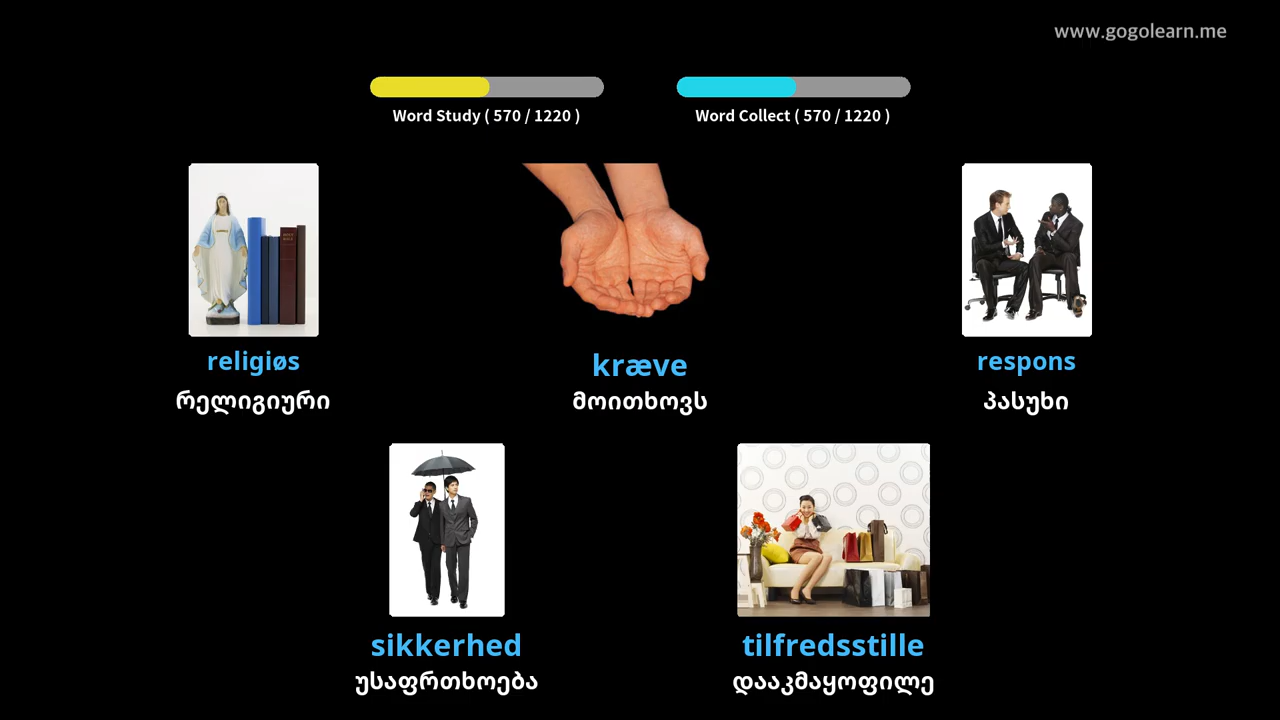 www.gogolearn.me
Word Study ( 570 / 1220 )
Word Collect ( 570 / 1220 )
religiøs
რელიგიური
kræve
მოითხოვს
respons
პასუხი
sikkerhed
უსაფრთხოება
tilfredsstille
დააკმაყოფილე